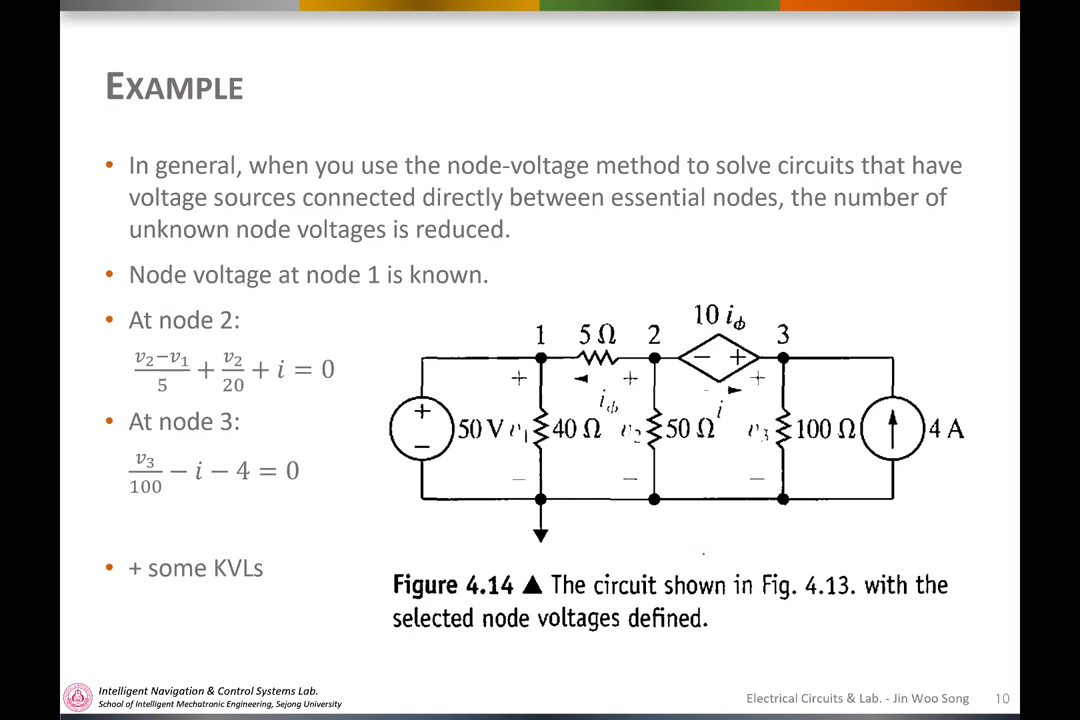 EXAMPLE
• In general, when you use the node-voltage method to solve circuits that have
voltage sources connected directly between essential nodes, the number of
unknown node voltages is reduced.
• Node voltage at node 1 is known.
• At node 2:
(v₂−v₁)/5 + v₂/20 + i = 0
• At node 3:
v₃/100 − i − 4 = 0
• + some KVLs
10 iϕ
1 5 Ω 2 3
+ + − + +
iϕ i
+ − 50 V v₁ 40 Ω v₂ 50 Ω v₃ 100 Ω 4 A
− − −
Figure 4.14 ▲ The circuit shown in Fig. 4.13. with the
selected node voltages defined.
Intelligent Navigation & Control Systems Lab.
School of Intelligent Mechatronic Engineering, Sejong University
Electrical Circuits & Lab. - Jin Woo Song 10